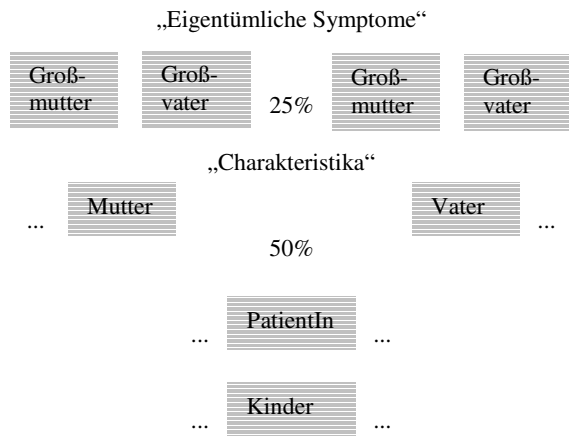 „Eigentümliche Symptome“
Groß-
mutter
Groß-
vater
25%
Groß-
mutter
Groß-
vater
„Charakteristika“
... Mutter
Vater ...
50%
... PatientIn ...
... Kinder ...